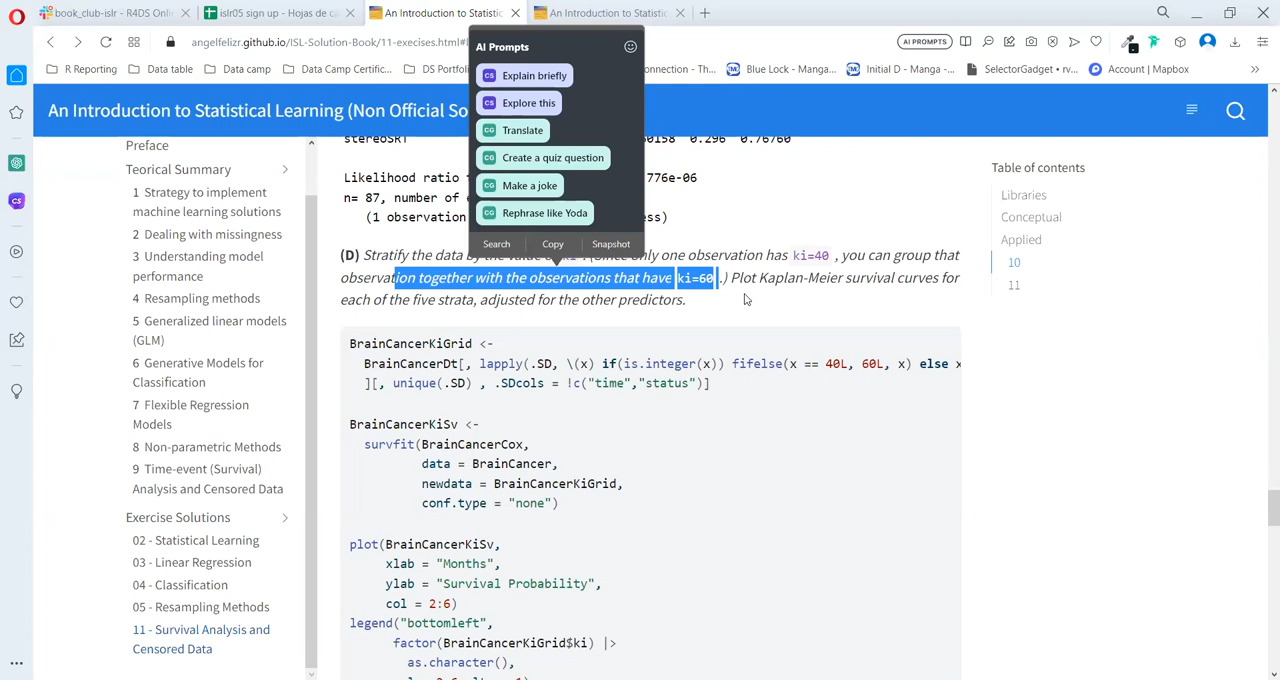 book_club-islr - R4DS Onli
islr05 sign up - Hojas de cá
An Introduction to Statistic
An Introduction to Statistic
angelfelizr.github.io/ISL-Solution-Book/11-execises.html#
AI PROMPTS
R Reporting
Data table
Data camp
Data Camp Certific...
DS Portfoli
onnection - Th...
Blue Lock - Manga...
Initial D - Manga -...
SelectorGadget • rv...
Account | Mapbox
An Introduction to Statistical Learning (Non Official So
AI Prompts
CS Explain briefly
CS Explore this
CG Translate
CG Create a quiz question
CG Make a joke
CG Rephrase like Yoda
Search Copy Snapshot
Preface
Teorical Summary
1 Strategy to implement
machine learning solutions
2 Dealing with missingness
3 Understanding model
performance
4 Resampling methods
5 Generalized linear models
(GLM)
6 Generative Models for
Classification
7 Flexible Regression
Models
8 Non-parametric Methods
9 Time-event (Survival)
Analysis and Censored Data
Exercise Solutions
02 - Statistical Learning
03 - Linear Regression
04 - Classification
05 - Resampling Methods
11 - Survival Analysis and
Censored Data
stereoSRT 60158 0.296 0.76760
Likelihood ratio 776e-06
n= 87, number of e
(1 observation ess)
(D) Stratify the data by the value ki (Since only one observation has ki=40 , you can group that
observation together with the observations that have ki=60 .) Plot Kaplan-Meier survival curves for
each of the five strata, adjusted for the other predictors.
BrainCancerKiGrid <-
BrainCancerDt[, lapply(.SD, \(x) if(is.integer(x)) fifelse(x == 40L, 60L, x) else x
][, unique(.SD) , .SDcols = !c("time","status")]
BrainCancerKiSv <-
survfit(BrainCancerCox,
data = BrainCancer,
newdata = BrainCancerKiGrid,
conf.type = "none")
plot(BrainCancerKiSv,
xlab = "Months",
ylab = "Survival Probability",
col = 2:6)
legend("bottomleft",
factor(BrainCancerKiGrid$ki) |>
as.character(),
Table of contents
Libraries
Conceptual
Applied
10
11